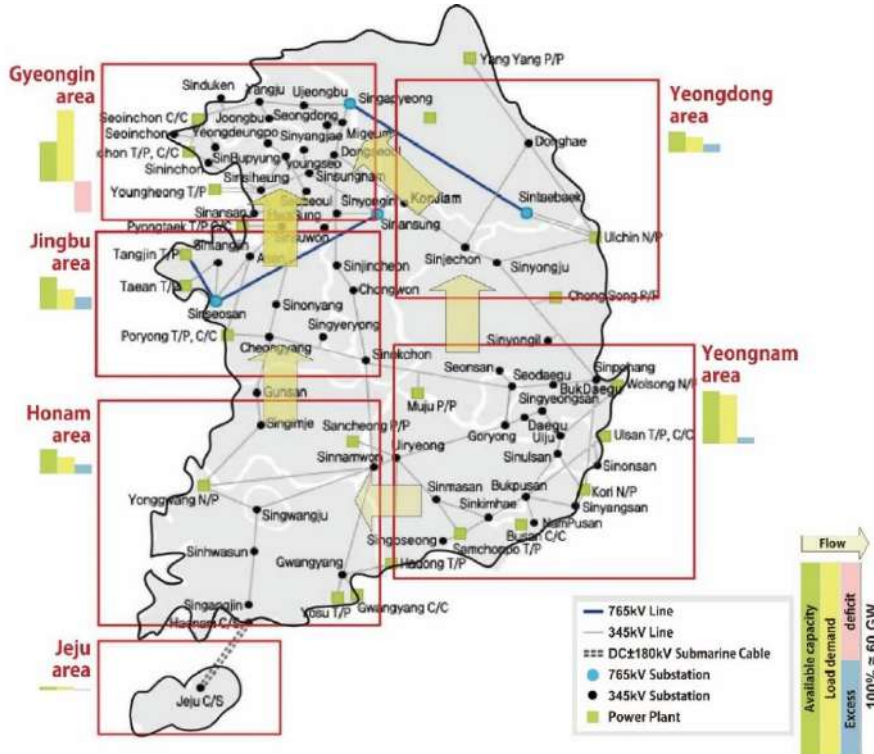 Yang Yang P/P
Gyeongin
area
Sinduken
Yangju
Ujeongbu
Singapyeong
Yeongdong
area
Seoinchon C/C
Joongbu
Seongdong
Seoinchon
Yeongdeungpo
Sinyangjae
Migeum
Donghae
chon T/P, C/C
SinBupyung
youngseo
Dongseoul
Sininchon
Sinsiheung
Sinsungnam
Youngheong T/P
Sinyongin
Sintaebaek
Sinansan
Sinansung
Pyongtaek T/P C/C
Ulchin N/P
Jingbu
area
Tangjin T/P
Sinjincheon
Sinjechon
Sinyongju
Taean T/P
Chongwon
Chong Song P/P
Sinseosan
Sinonyang
Poryong T/P, C/C
Singyeryong
Sinyongil
Cheongyang
Sinokchon
Seonsan
Seodaegu
Sinpohang
Yeongnam
area
BukDaegu
Wolsong N/P
Gunsan
Muju P/P
Singyeongsan
Honam
area
Singimje
Sancheong P/P
Goryong
Daegu
Uiju
Ulsan T/P, C/C
Jiryeong
Sinnamwon
Sinulsan
Sinonsan
Yonggwang N/P
Sinmasan
Bukpusan
Kori N/P
Singwangju
Sinkimhae
Sinyangsan
NamPusan
Singoseong
Busan C/C
Sinhwasun
Gwangyang
Samchonpo T/P
Hadong T/P
Singangjin
Yosu T/P
Gwangyang C/C
Haenam C/S
Jeju
area
Jeju C/S
765kV Line
345kV Line
DC±180kV Submarine Cable
765kV Substation
345kV Substation
Power Plant
Flow
Available capacity
Load demand
deficit
Excess
100% = 60 GW